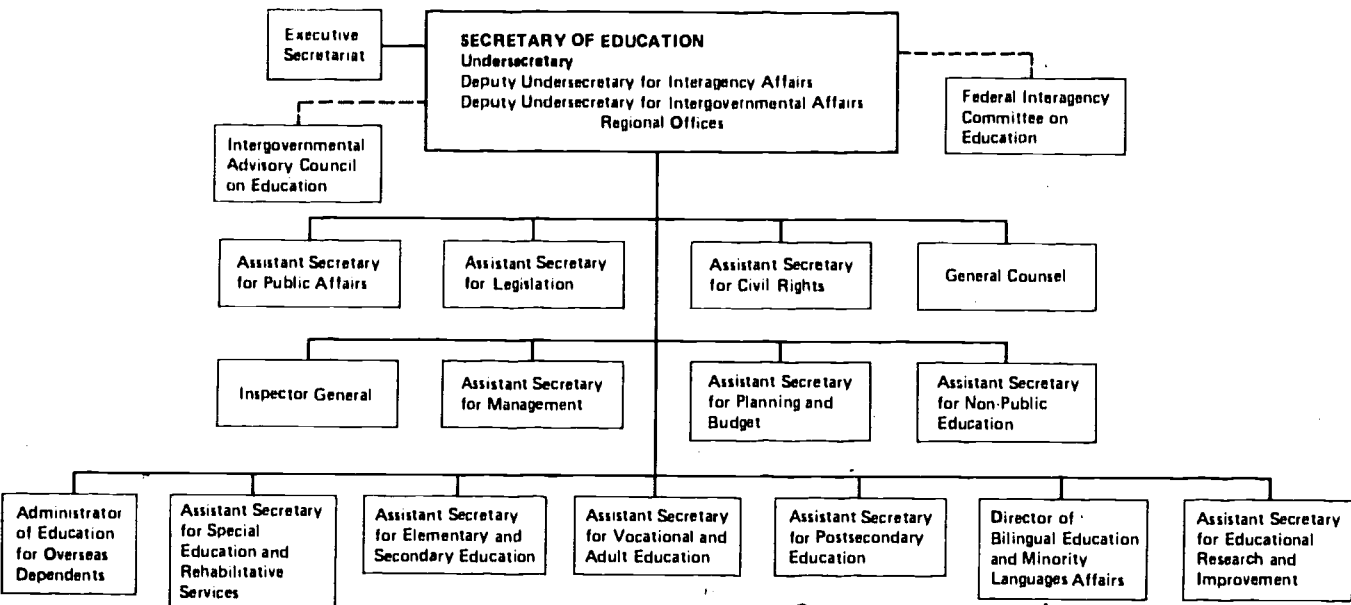 Executive
Secretariat
SECRETARY OF EDUCATION
Undersecretary
Deputy Undersecretary for Interagency Affairs
Deputy Undersecretary for Intergovernmental Affairs
Regional Offices
Federal Interagency
Committee on
Education
Intergovernmental
Advisory Council
on Education
Assistant Secretary
for Public Affairs
Assistant Secretary
for Legislation
Assistant Secretary
for Civil Rights
General Counsel
Inspector General
Assistant Secretary
for Management
Assistant Secretary
for Planning and
Budget
Assistant Secretary
for Non-Public
Education
Administrator
of Education
for Overseas
Dependents
Assistant Secretary
for Special
Education and
Rehabilitative
Services
Assistant Secretary
for Elementary and
Secondary Education
Assistant Secretary
for Vocational and
Adult Education
Assistant Secretary
for Postsecondary
Education
Director of
Bilingual Education
and Minority
Languages Affairs
Assistant Secretary
for Educational
Research and
Improvement